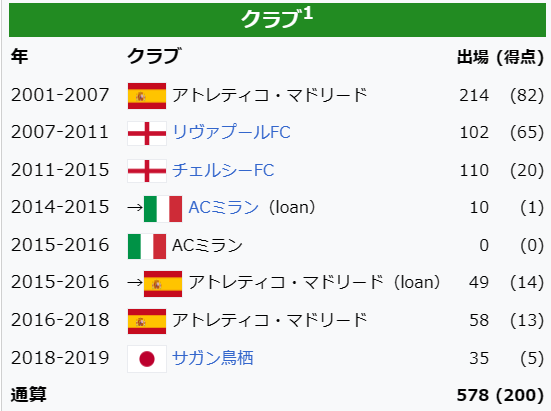 クラブ1
年 クラブ 出場 (得点)
2001-2007 アトレティコ・マドリード 214 (82)
2007-2011 リヴァプールFC 102 (65)
2011-2015 チェルシーFC 110 (20)
2014-2015 →ACミラン（loan） 10 (1)
2015-2016 ACミラン 0 (0)
2015-2016 →アトレティコ・マドリード（loan） 49 (14)
2016-2018 アトレティコ・マドリード 58 (13)
2018-2019 サガン鳥栖 35 (5)
通算 578 (200)